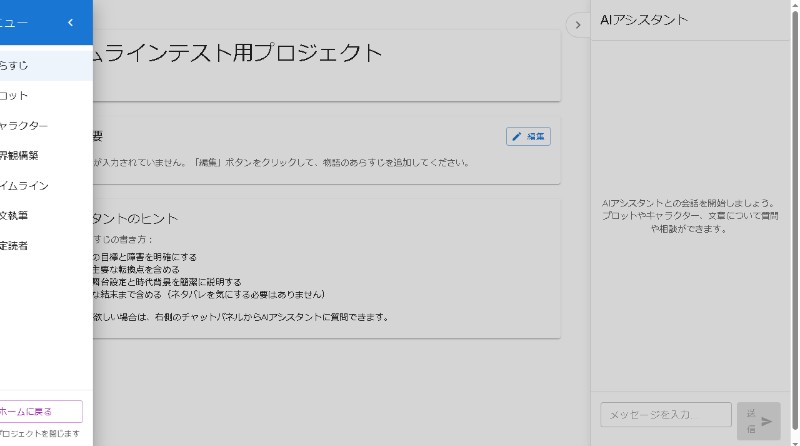 ニュー
らすじ
ロット
ャラクター
界観構築
イムライン
文執筆
定読者
ホームに戻る
プロジェクトを閉じます
ムラインテスト用プロジェクト
要
編集
が入力されていません。「編集」ボタンをクリックして、物語のあらすじを追加してください。
タントのヒント
すじの書き方：
の目標と障害を明確にする
主要な転換点を含める
舞台設定と時代背景を簡潔に説明する
な結末まで含める（ネタバレを気にする必要はありません）
欲しい場合は、右側のチャットパネルからAIアシスタントに質問できます。
AIアシスタント
AIアシスタントとの会話を開始しましょう。
プロットやキャラクター、文章について質問
や相談ができます。
メッセージを入力
送
信